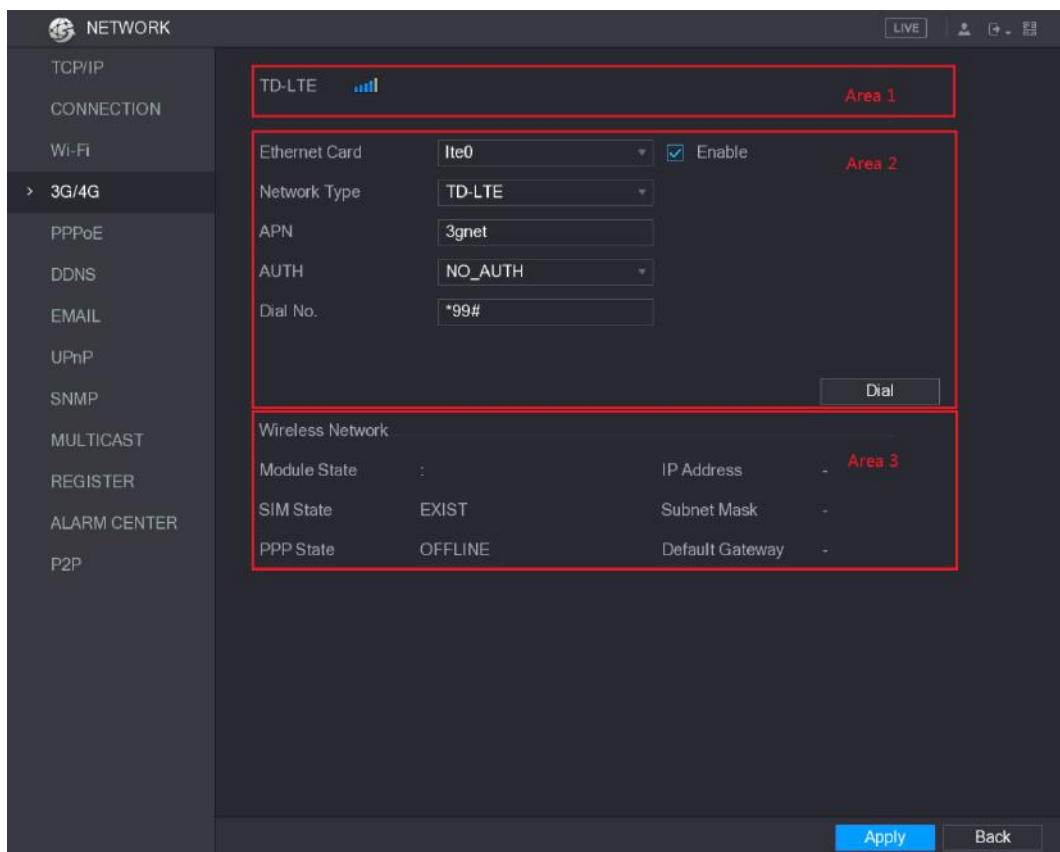 NETWORK
LIVE
TCP/IP
CONNECTION
Wi-Fi
> 3G/4G
PPPoE
DDNS
EMAIL
UPnP
SNMP
MULTICAST
REGISTER
ALARM CENTER
P2P
TD-LTE
Area 1
Ethernet Card lte0 Enable
Area 2
Network Type TD-LTE
APN 3gnet
AUTH NO_AUTH
Dial No. *99#
Dial
Wireless Network
Area 3
Module State : IP Address -
SIM State EXIST Subnet Mask -
PPP State OFFLINE Default Gateway -
Apply Back